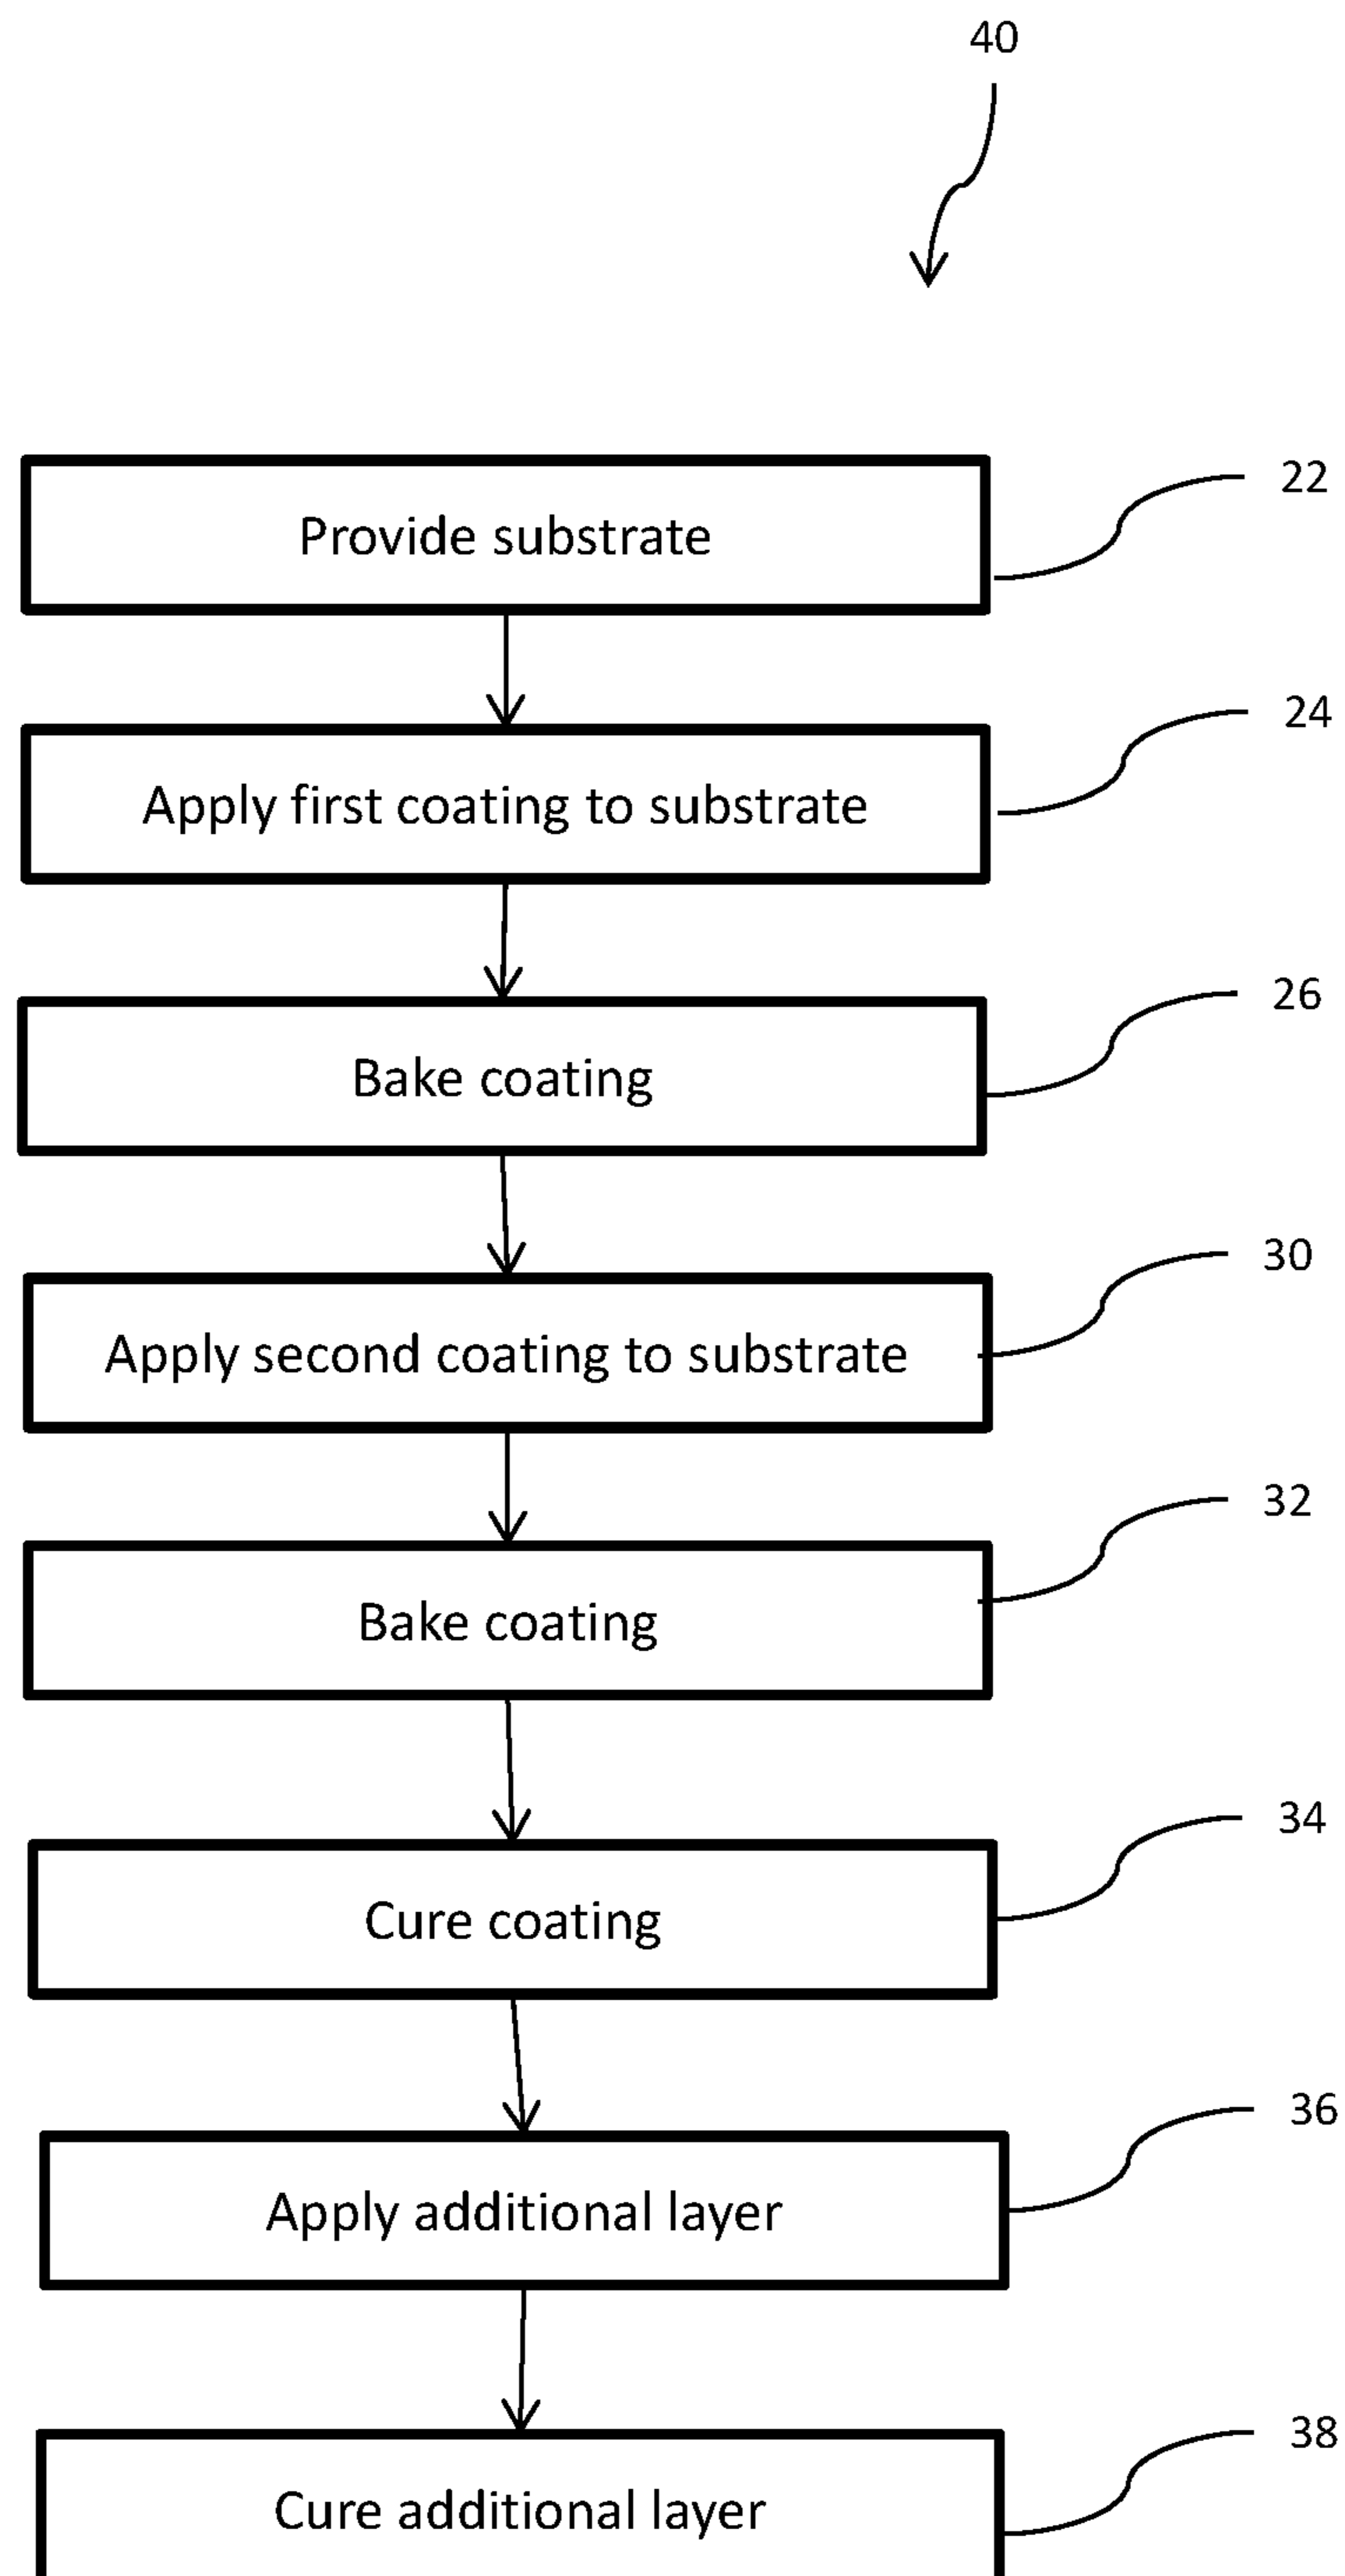 40
Provide substrate
22
Apply first coating to substrate
24
Bake coating
26
Apply second coating to substrate
30
Bake coating
32
Cure coating
34
Apply additional layer
36
Cure additional layer
38